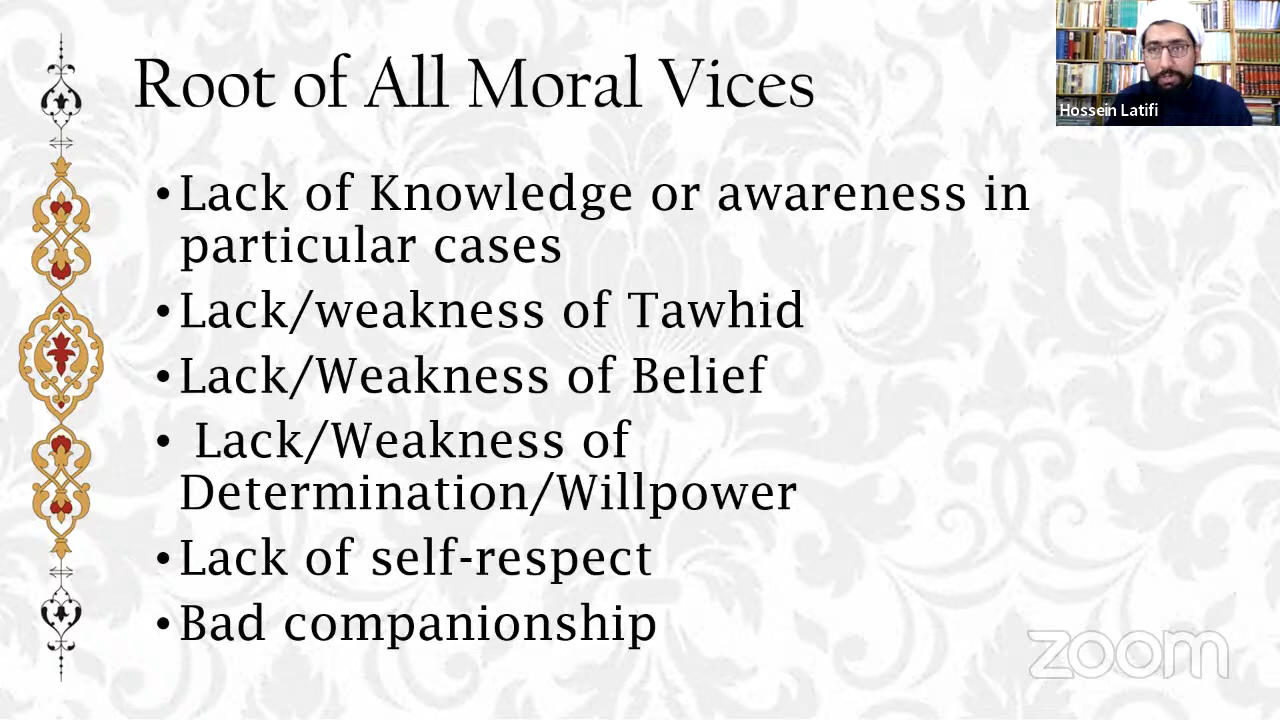 Root of All Moral Vices
Hossein Latifi
•Lack of Knowledge or awareness in
particular cases
•Lack/weakness of Tawhid
•Lack/Weakness of Belief
• Lack/Weakness of
Determination/Willpower
•Lack of self-respect
•Bad companionship
zoom